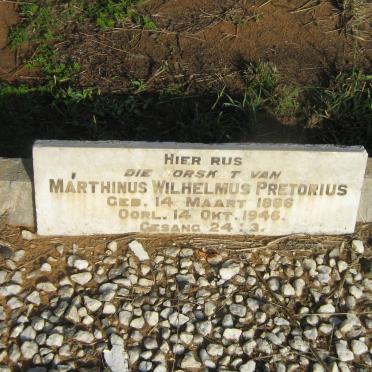 HIER RUS
DIE  ORSK T VAN
MARTHINUS WILHELMUS PRETORIUS
GEB. 14 MAART 1886
OORL. 14 OKT. 1946.
GESANG 24 : 3.